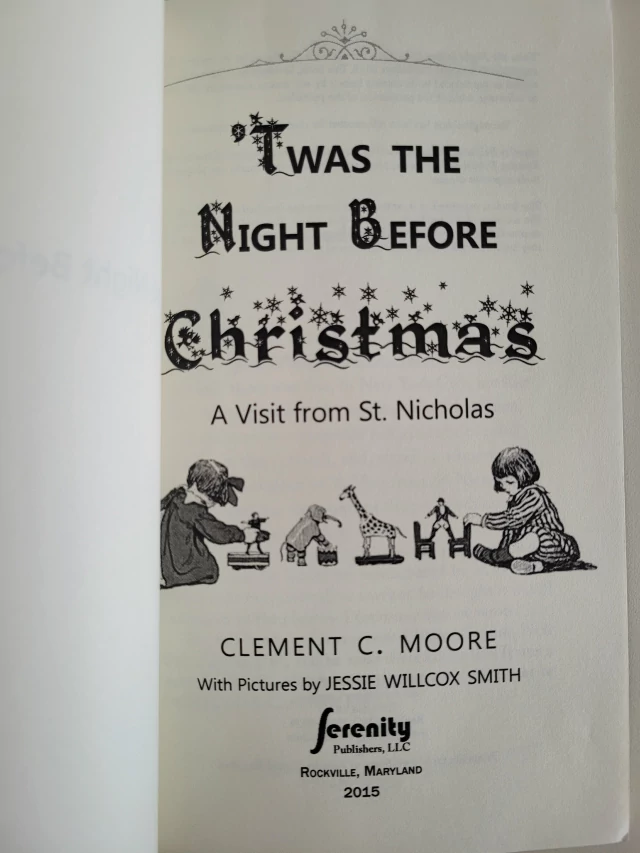 'Twas the
Night Before
Christmas
A Visit from St. Nicholas
CLEMENT C. MOORE
With Pictures by JESSIE WILLCOX SMITH
Serenity
Publishers, LLC
Rockville, Maryland
2015